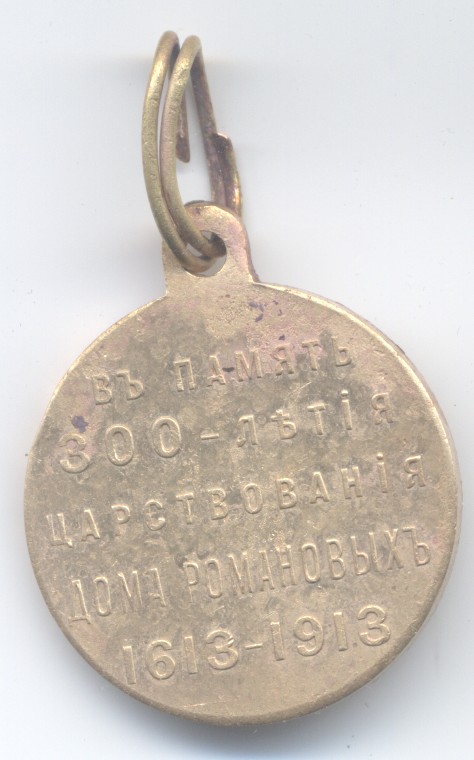 ВЪ ПАМЯТЬ
300-ЛѢТІЯ
ЦАРСТВОВАНІЯ
ДОМА РОМАНОВЫХЪ
1613-1913